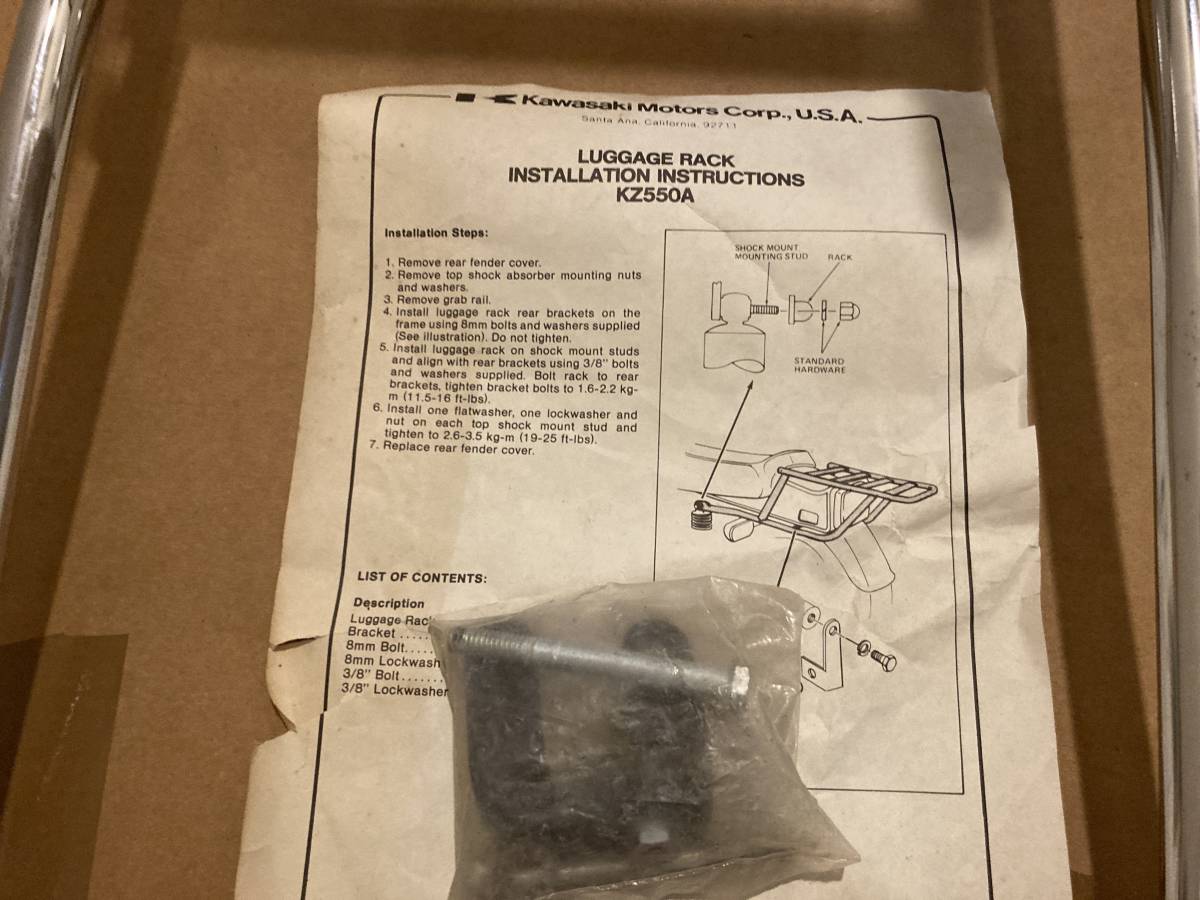 Kawasaki Motors Corp., U.S.A.
Santa Ana, California, 92711
LUGGAGE RACK
INSTALLATION INSTRUCTIONS
KZ550A
Installation Steps:
1. Remove rear fender cover.
2. Remove top shock absorber mounting nuts
and washers.
3. Remove grab rail.
4. Install luggage rack rear brackets on the
frame using 8mm bolts and washers supplied
(See illustration). Do not tighten.
5. Install luggage rack on shock mount studs
and align with rear brackets using 3/8" bolts
and washers supplied. Bolt rack to rear
brackets, tighten bracket bolts to 1.6-2.2 kg-
m (11.5-16 ft-lbs).
6. Install one flatwasher, one lockwasher and
nut on each top shock mount stud and
tighten to 2.6-3.5 kg-m (19-25 ft-lbs).
7. Replace rear fender cover.
SHOCK MOUNT
MOUNTING STUD
RACK
STANDARD
HARDWARE
LIST OF CONTENTS:
Description
Luggage Rac
Bracket .....
8mm Bolt.....
8mm Lockwash
3/8" Bolt.......
3/8" Lockwasher